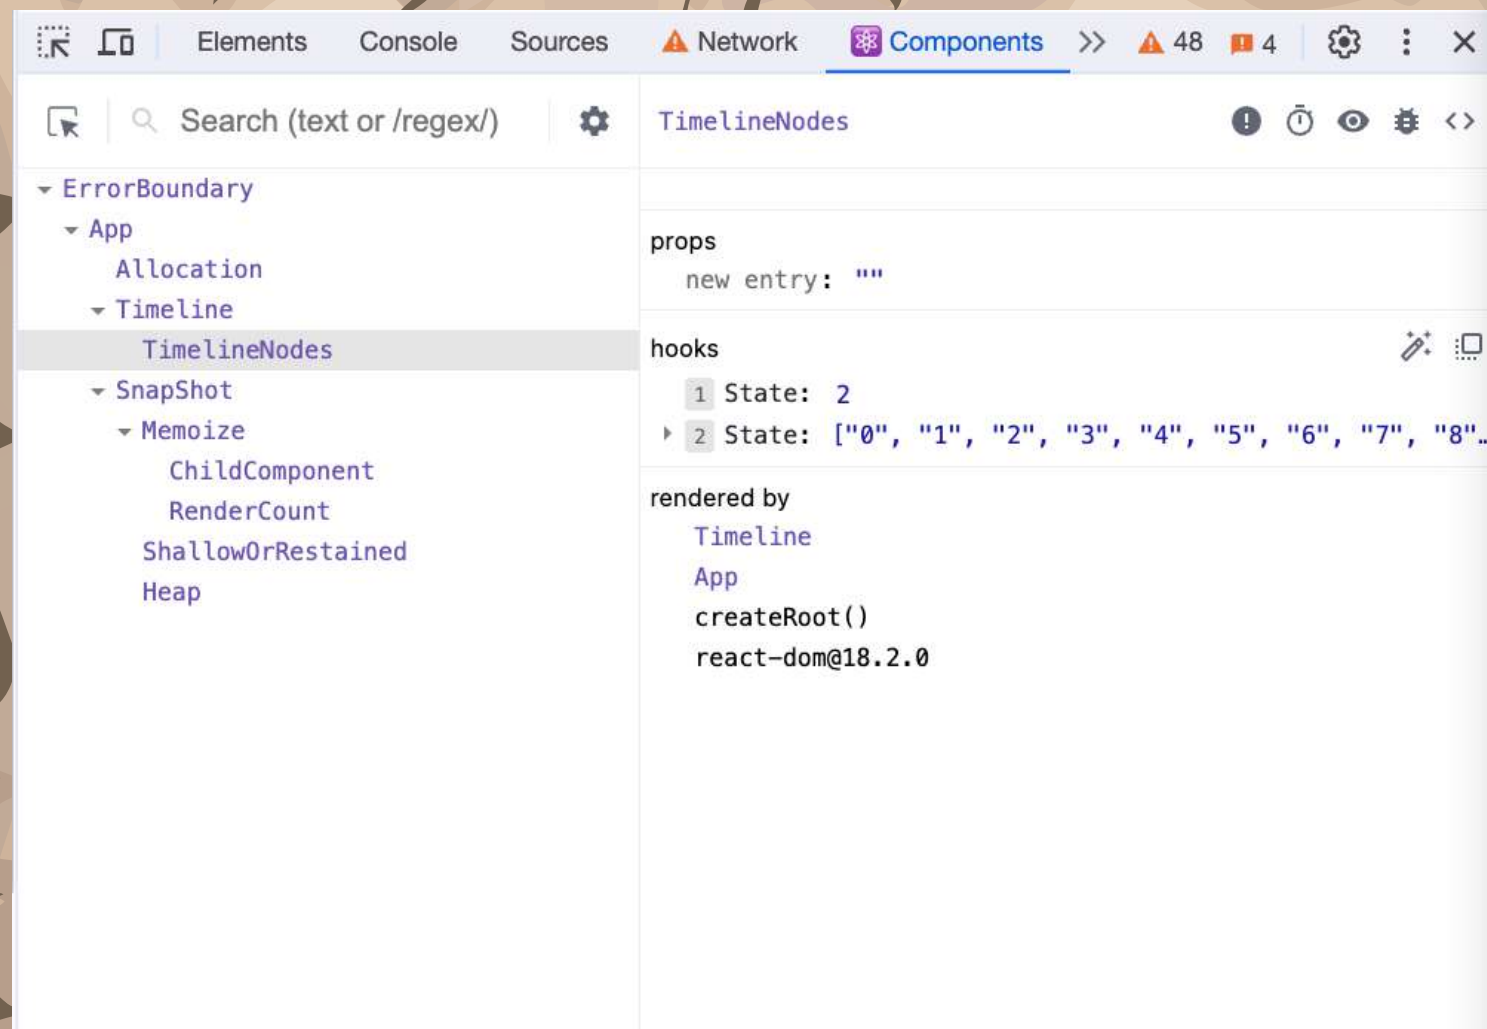 Elements Console Sources Network Components 48 4
Search (text or /regex/)
ErrorBoundary
App
Allocation
Timeline
TimelineNodes
SnapShot
Memoize
ChildComponent
RenderCount
ShallowOrRestained
Heap
TimelineNodes
props
new entry: ""
hooks
1 State: 2
2 State: ["0", "1", "2", "3", "4", "5", "6", "7", "8"…
rendered by
Timeline
App
createRoot()
react-dom@18.2.0